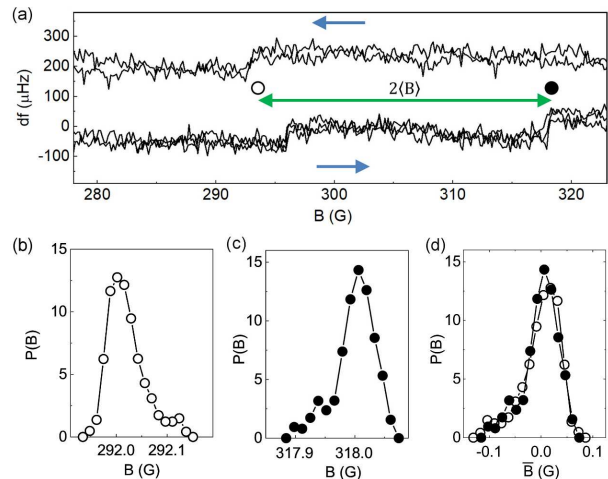 (a)
300
200
100
0
-100
df (μHz)
2⟨B⟩
280 290 300 310 320
B (G)
(b)
15
10
5
0
P(B)
292.0 292.1
B (G)
(c)
15
10
5
0
P(B)
317.9 318.0
B (G)
(d)
15
10
5
0
P(B)
-0.1 0.0 0.1
B̅ (G)